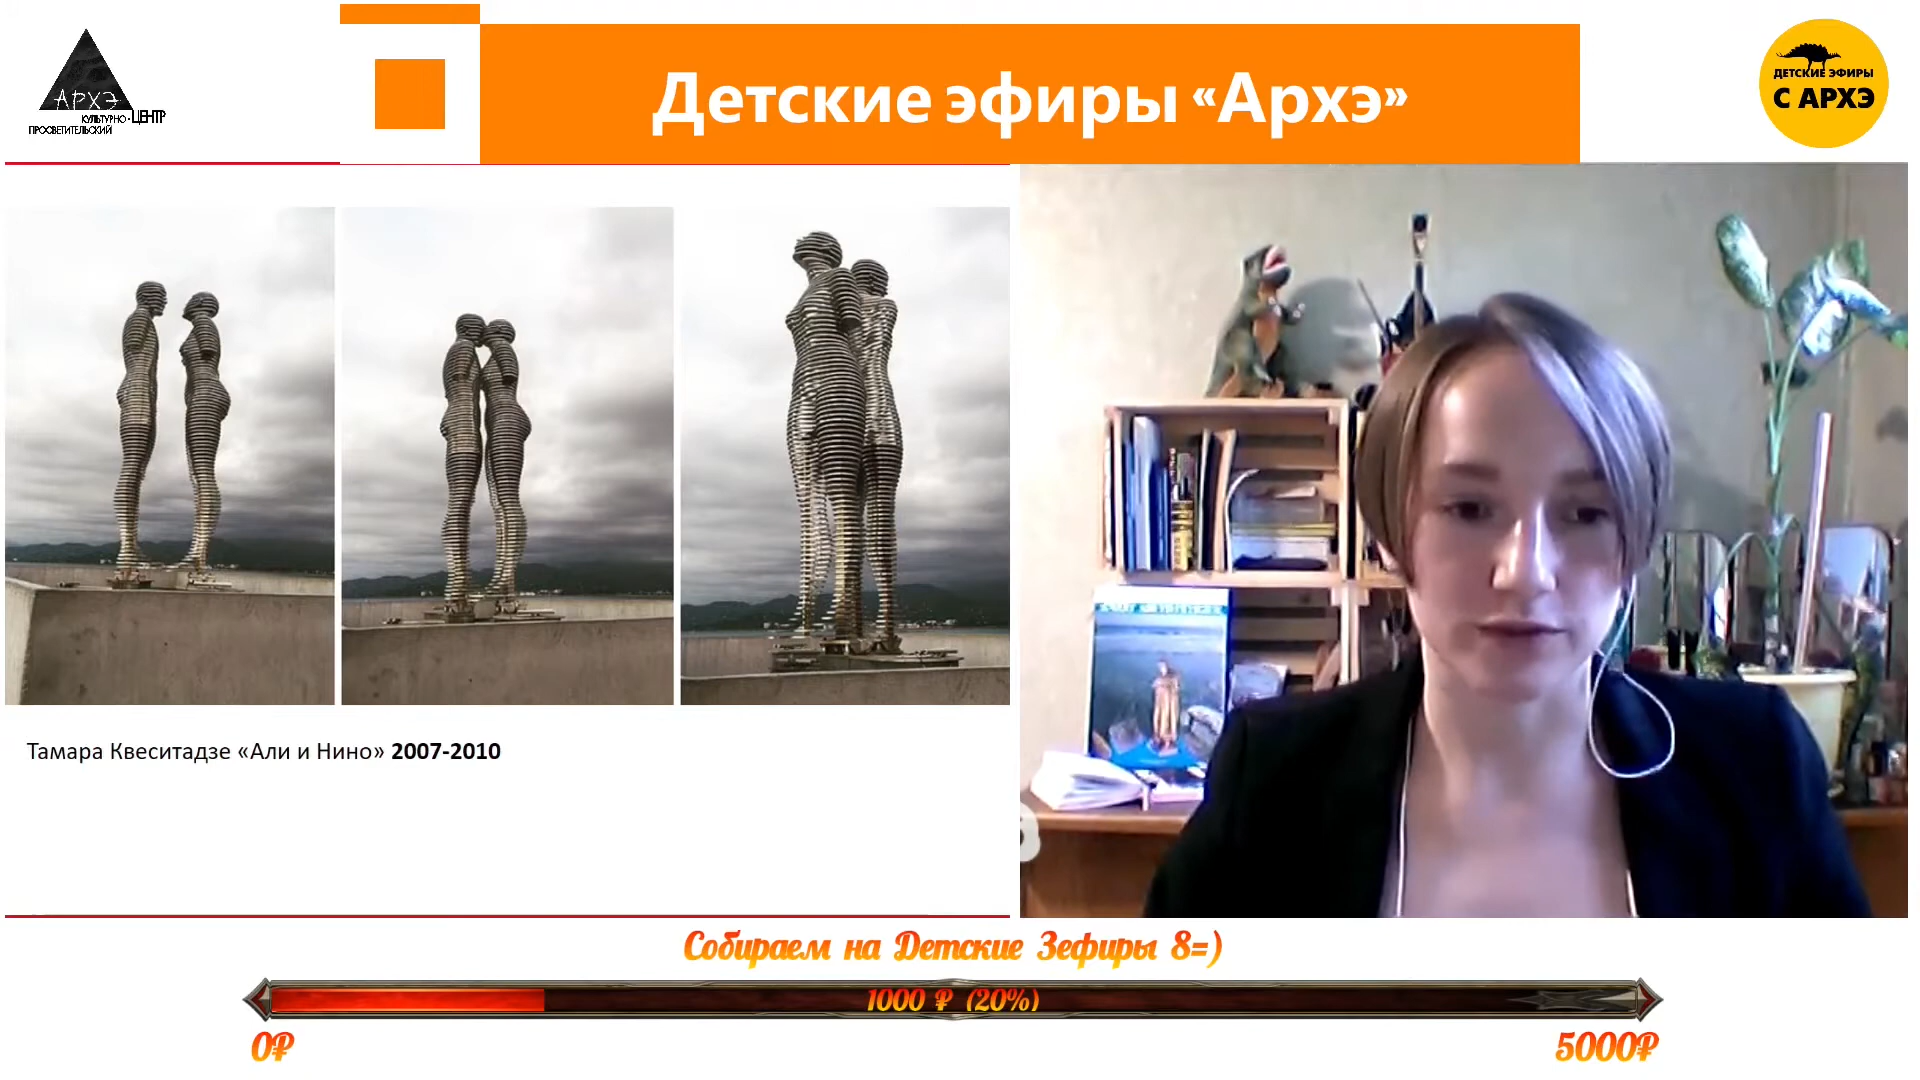 АРХЭ
КУЛЬТУРНО-ЦЕНТР
ПРОСВЕТИТЕЛЬСКИЙ
Детские эфиры «Архэ»
ДЕТСКИЕ ЭФИРЫ
С АРХЭ
Тамара Квеситадзе «Али и Нино» 2007-2010
Собираем на Детские Зефиры 8=)
1000 ₽ (20%)
0₽
5000₽